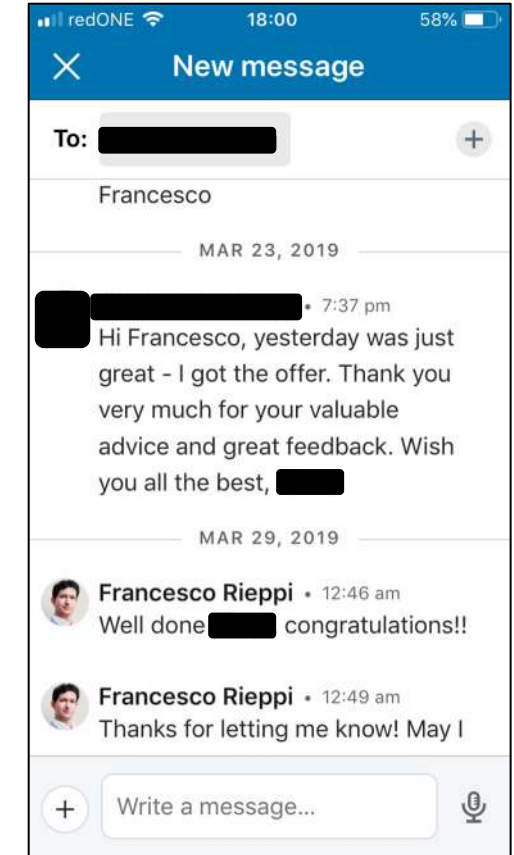 redONE 18:00 58%
New message
To:
Francesco
MAR 23, 2019
• 7:37 pm
Hi Francesco, yesterday was just
great - I got the offer. Thank you
very much for your valuable
advice and great feedback. Wish
you all the best,
MAR 29, 2019
Francesco Rieppi • 12:46 am
Well done congratulations!!
Francesco Rieppi • 12:49 am
Thanks for letting me know! May I
Write a message...